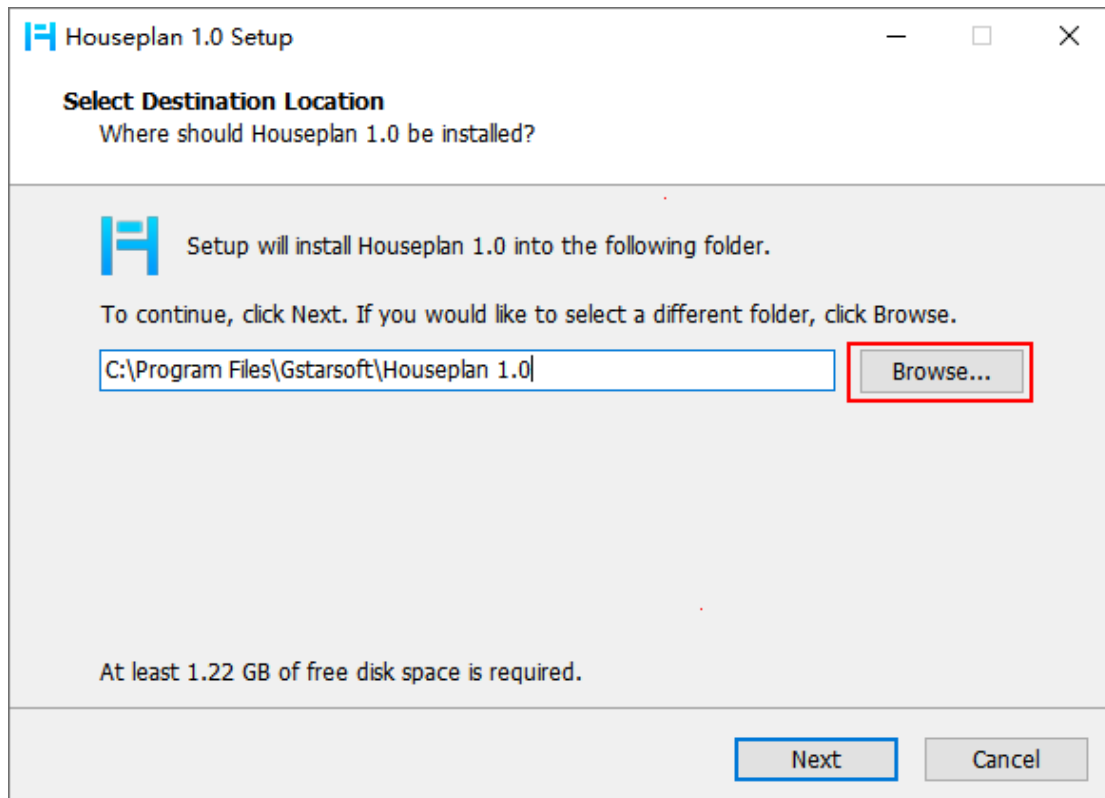 Houseplan 1.0 Setup
Select Destination Location
Where should Houseplan 1.0 be installed?
Setup will install Houseplan 1.0 into the following folder.
To continue, click Next. If you would like to select a different folder, click Browse.
C:\Program Files\Gstarsoft\Houseplan 1.0
Browse...
At least 1.22 GB of free disk space is required.
Next
Cancel